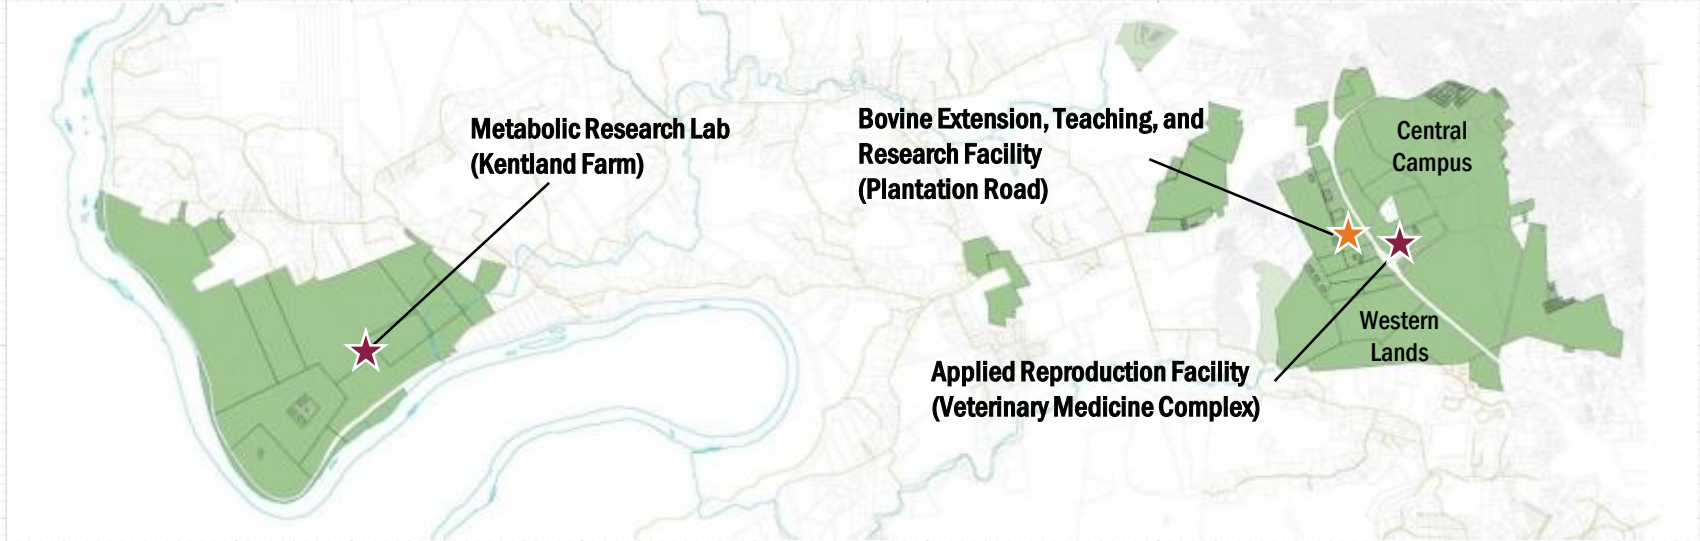 Metabolic Research Lab
(Kentland Farm)
Bovine Extension, Teaching, and
Research Facility
(Plantation Road)
Central
Campus
Western
Lands
Applied Reproduction Facility
(Veterinary Medicine Complex)